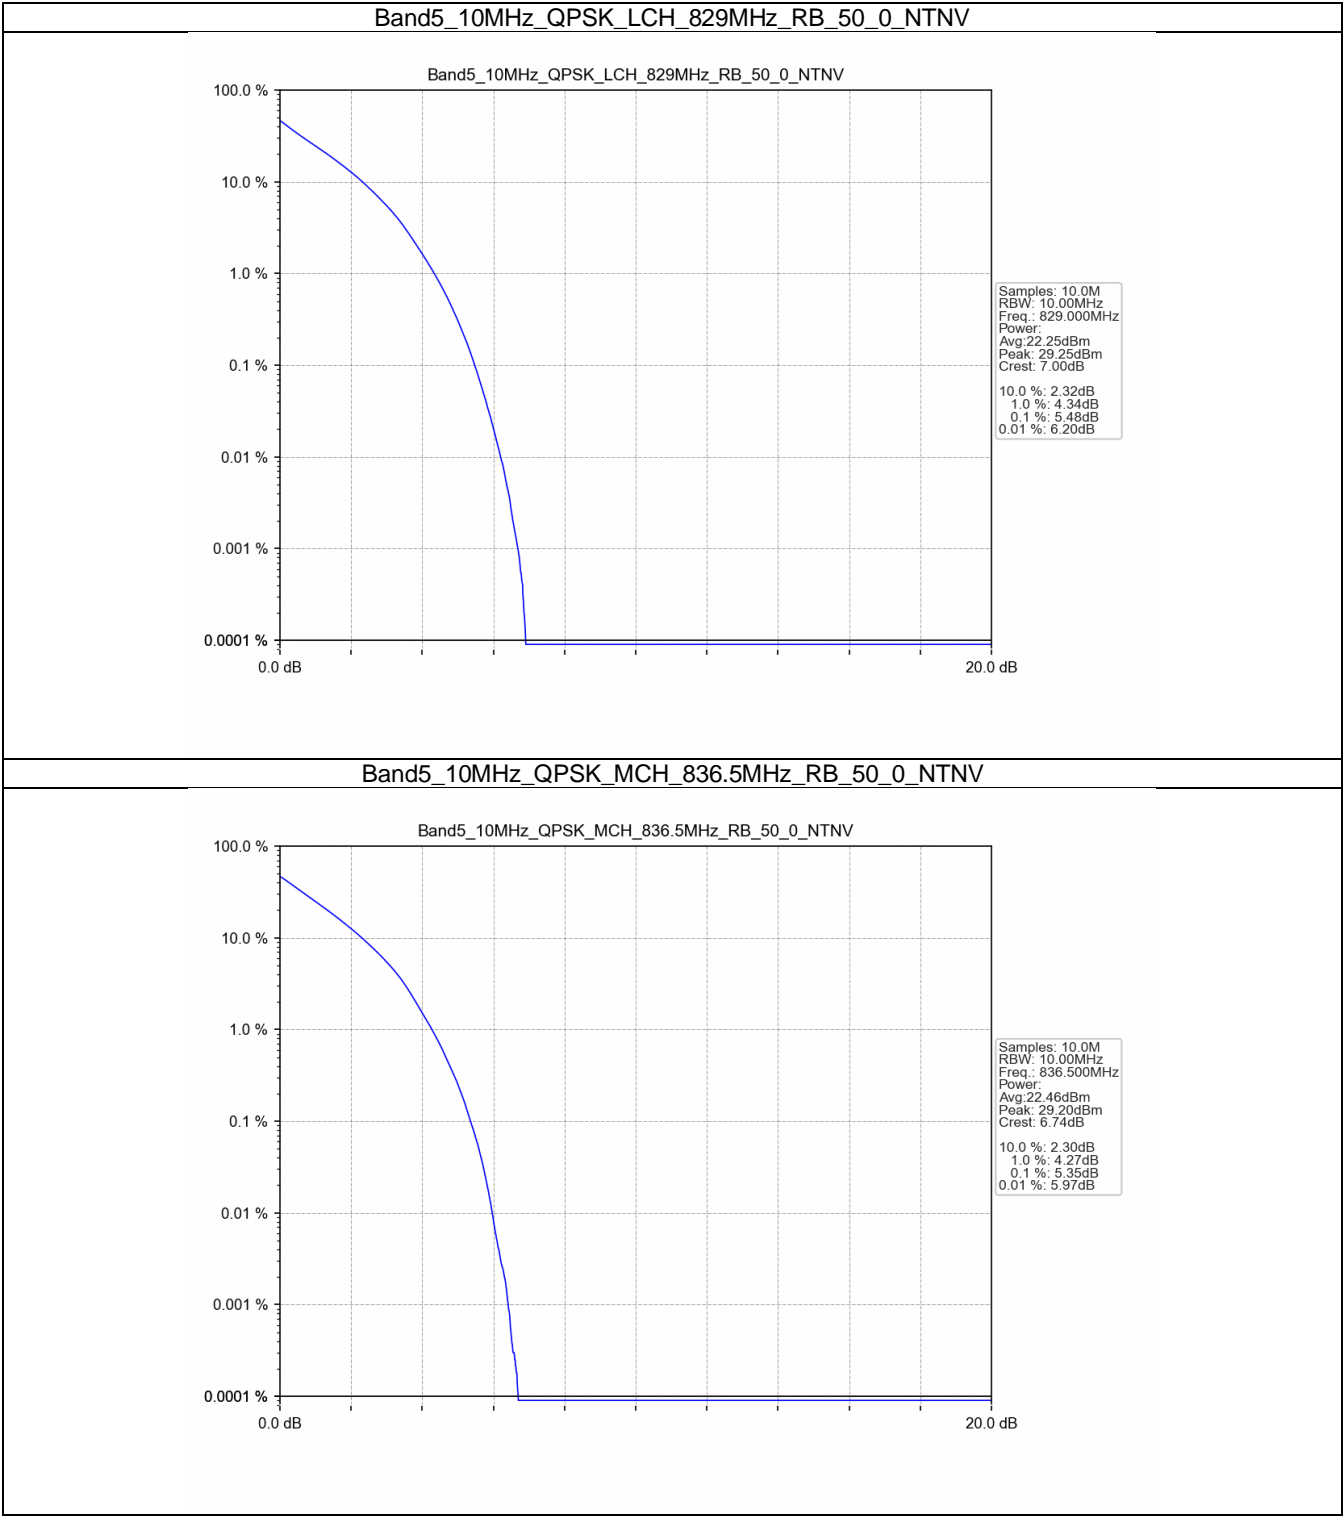 Band5_10MHz_QPSK_LCH_829MHz_RB_50_0_NTNV
Band5_10MHz_QPSK_LCH_829MHz_RB_50_0_NTNV
100.0 %
10.0 %
1.0 %
0.1 %
0.01 %
0.001 %
0.0001 %
0.0 dB
20.0 dB
Samples: 10.0M
RBW: 10.00MHz
Freq.: 829.000MHz
Power:
Avg:22.25dBm
Peak: 29.25dBm
Crest: 7.00dB
10.0 %: 2.32dB
1.0 %: 4.34dB
0.1 %: 5.48dB
0.01 %: 6.20dB
Band5_10MHz_QPSK_MCH_836.5MHz_RB_50_0_NTNV
Band5_10MHz_QPSK_MCH_836.5MHz_RB_50_0_NTNV
100.0 %
10.0 %
1.0 %
0.1 %
0.01 %
0.001 %
0.0001 %
0.0 dB
20.0 dB
Samples: 10.0M
RBW: 10.00MHz
Freq.: 836.500MHz
Power:
Avg:22.46dBm
Peak: 29.20dBm
Crest: 6.74dB
10.0 %: 2.30dB
1.0 %: 4.27dB
0.1 %: 5.35dB
0.01 %: 5.97dB